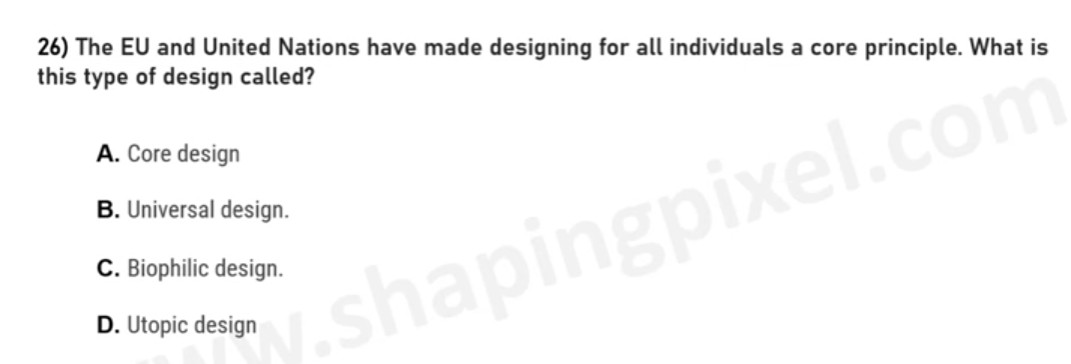 26) The EU and United Nations have made designing for all individuals a core principle. What is
this type of design called?
A. Core design
B. Universal design.
C. Biophilic design.
D. Utopic design
w.shapingpixel.com